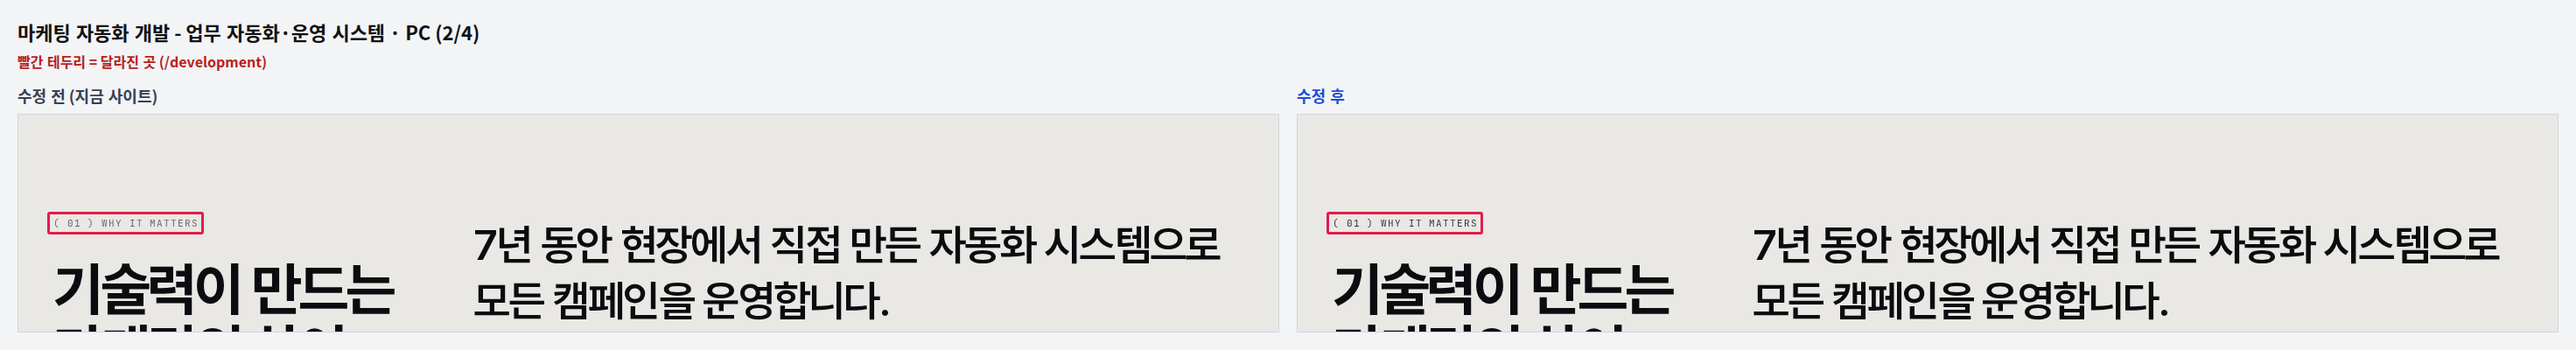 마케팅 자동화 개발 - 업무 자동화·운영 시스템 · PC (2/4)
빨간 테두리 = 달라진 곳 (/development)
수정 전 (지금 사이트)
( 01 ) WHY IT MATTERS
기술력이 만드는
7년 동안 현장에서 직접 만든 자동화 시스템으로
모든 캠페인을 운영합니다.
수정 후
( 01 ) WHY IT MATTERS
기술력이 만드는
7년 동안 현장에서 직접 만든 자동화 시스템으로
모든 캠페인을 운영합니다.